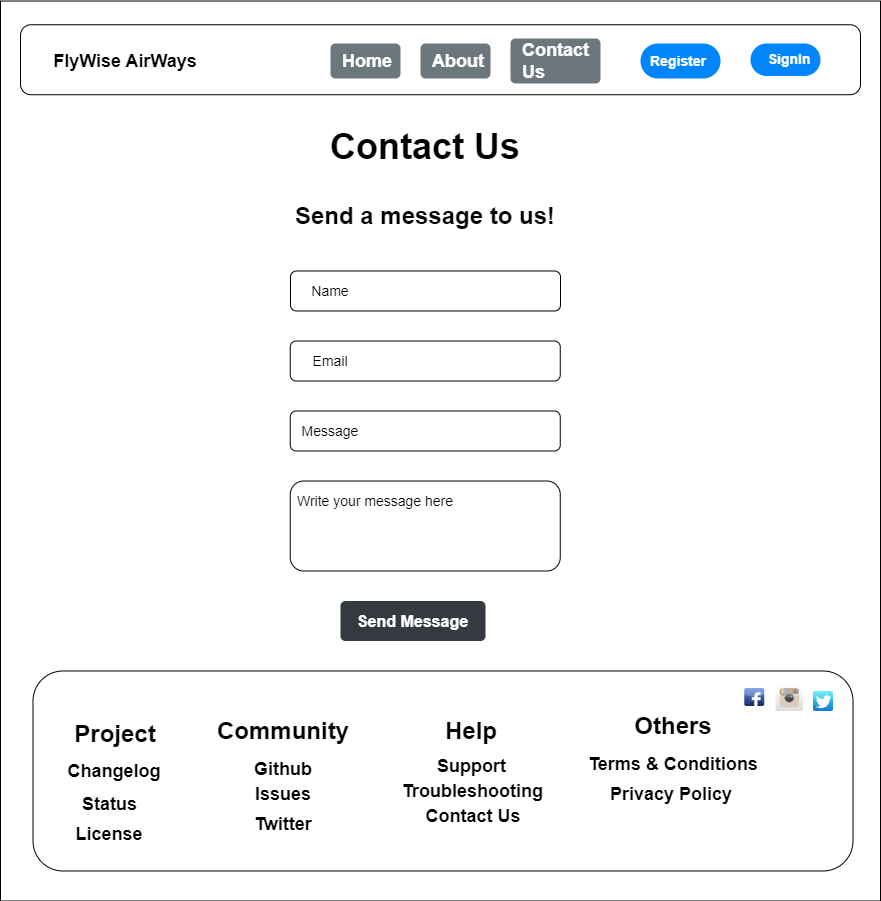 FlyWise AirWays
Home
About
Contact
Us
Register
SignIn
Contact Us
Send a message to us!
Name
Email
Message
Write your message here
Send Message
Project
Changelog
Status
License
Community
Github
Issues
Twitter
Help
Support
Troubleshooting
Contact Us
Others
Terms & Conditions
Privacy Policy